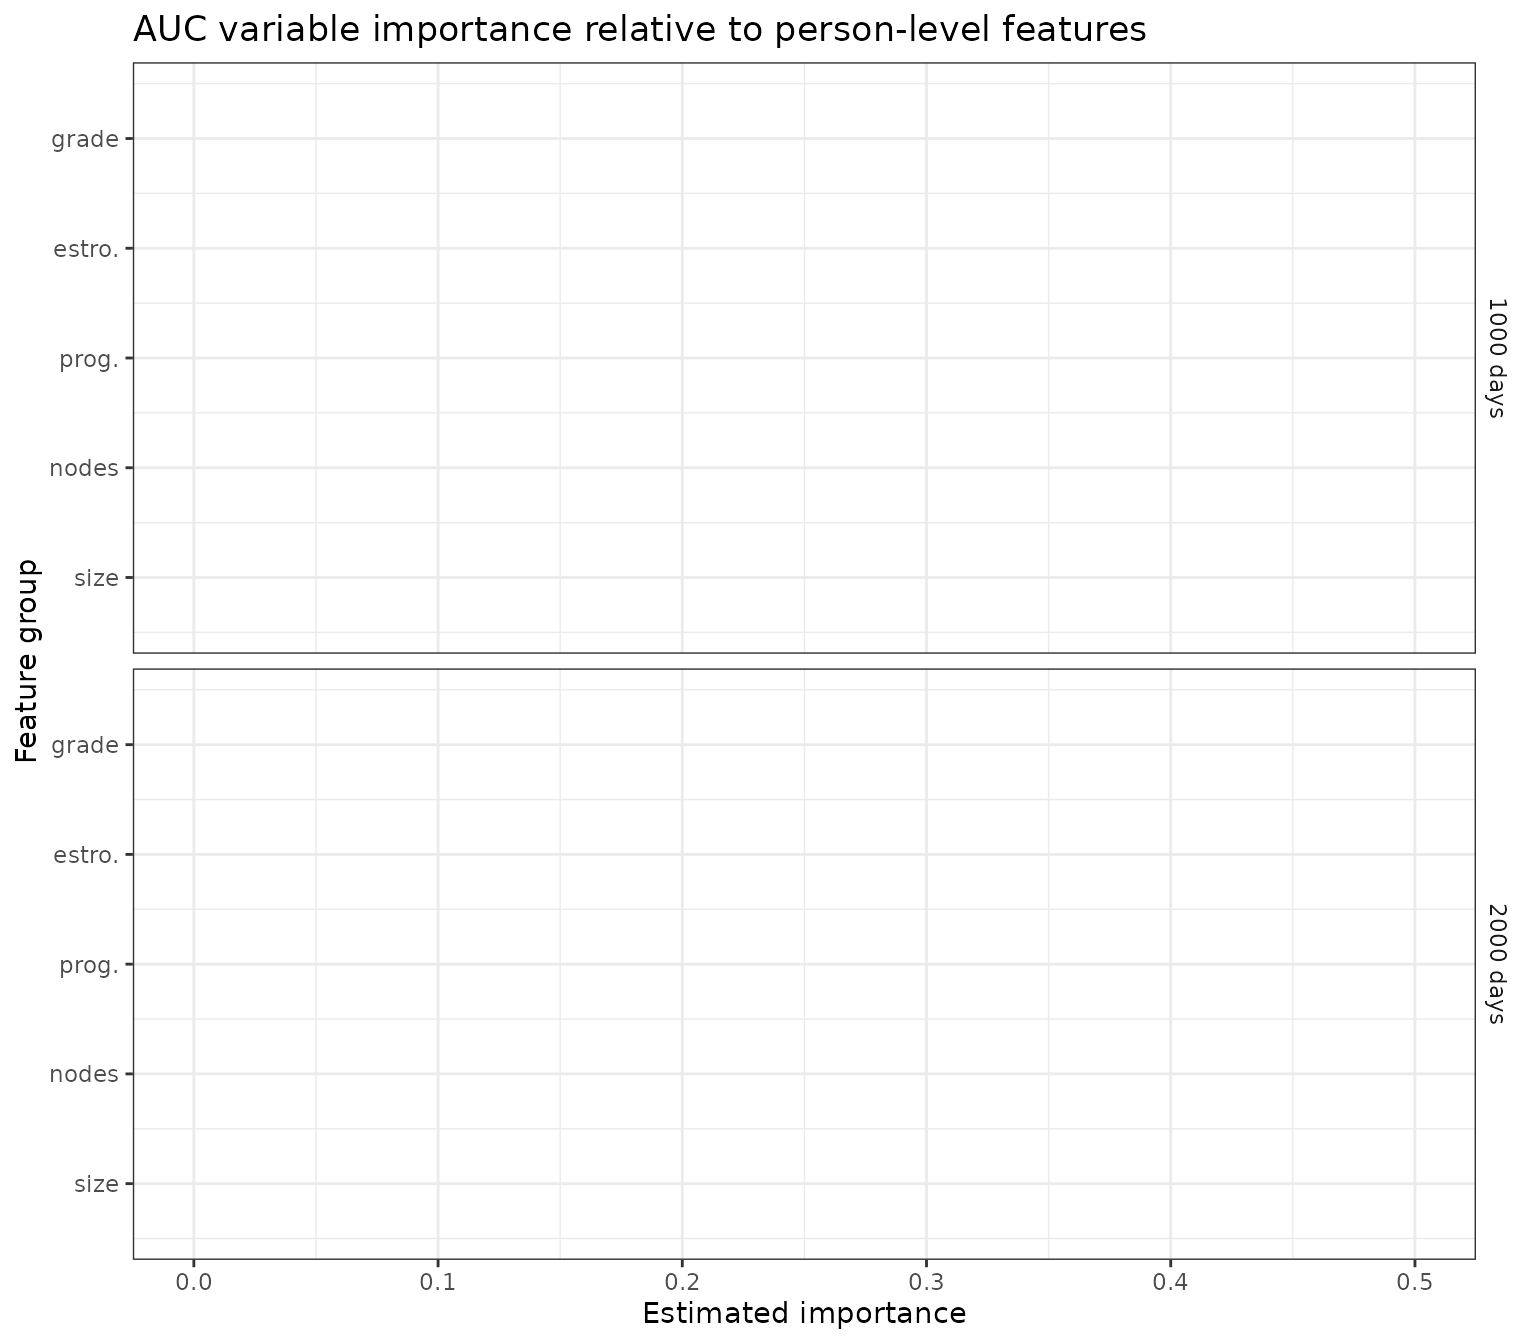 AUC variable importance relative to person-level features
Feature group
grade
estro.
prog.
nodes
size
1000 days
grade
estro.
prog.
nodes
size
2000 days
0.0 0.1 0.2 0.3 0.4 0.5
Estimated importance